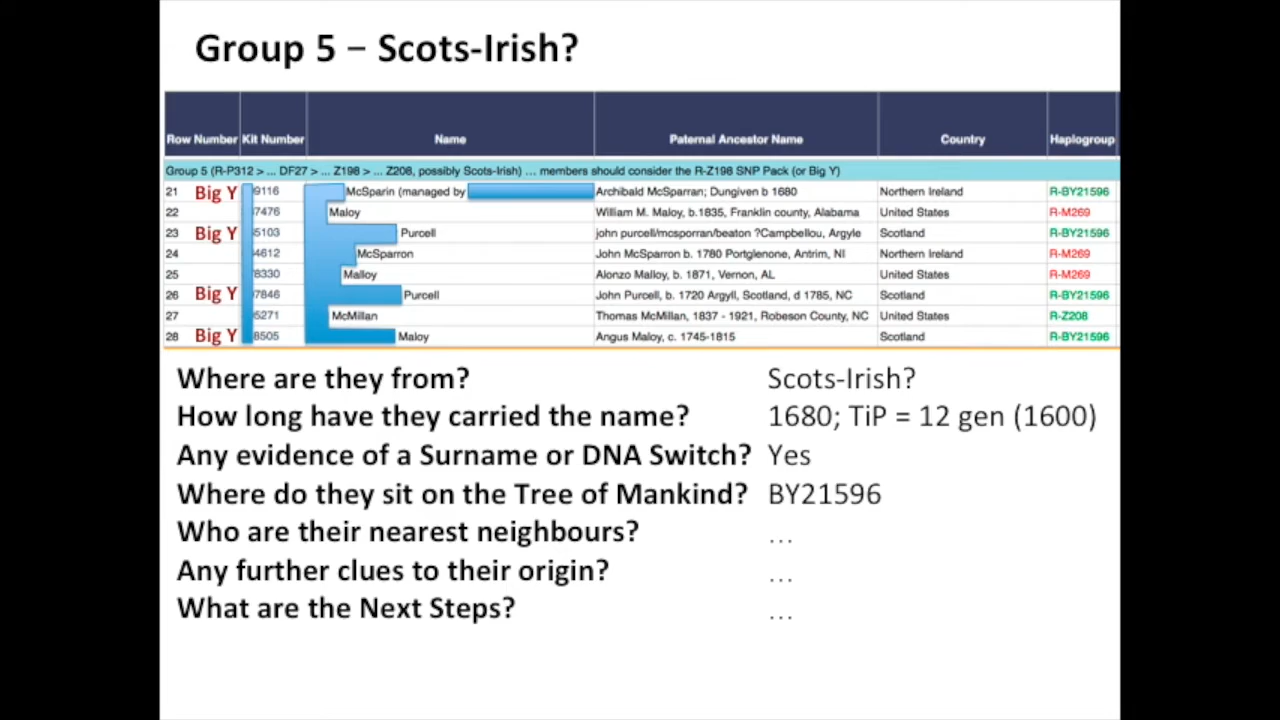 Group 5 – Scots-Irish?
Row Number Kit Number Name Paternal Ancestor Name Country Haplogroup
Group 5 (R-P312 > ... DF27 > ... Z198 > ... Z208, possibly Scots-Irish) ... members should consider the R-Z198 SNP Pack (or Big Y)
21 Big Y 9116 McSparin (managed by Archibald McSparran; Dungiven b 1680 Northern Ireland R-BY21596
22 7476 Maloy William M. Maloy, b.1835, Franklin county, Alabama United States R-M269
23 Big Y 5103 Purcell john purcell/mcsporran/beaton ?Campbellou, Argyle Scotland R-BY21596
24 4612 McSparron John McSparron b. 1780 Portglenone, Antrim, NI Northern Ireland R-M269
25 8330 Malloy Alonzo Malloy, b. 1871, Vernon, AL United States R-M269
26 Big Y 7846 Purcell John Purcell, b. 1720 Argyll, Scotland, d 1785, NC Scotland R-BY21596
27 5271 McMillan Thomas McMillan, 1837 - 1921, Robeson County, NC United States R-Z208
28 Big Y 8505 Maloy Angus Maloy, c. 1745-1815 Scotland R-BY21596
Where are they from? Scots-Irish?
How long have they carried the name? 1680; TiP = 12 gen (1600)
Any evidence of a Surname or DNA Switch? Yes
Where do they sit on the Tree of Mankind? BY21596
Who are their nearest neighbours? ...
Any further clues to their origin? ...
What are the Next Steps? ...